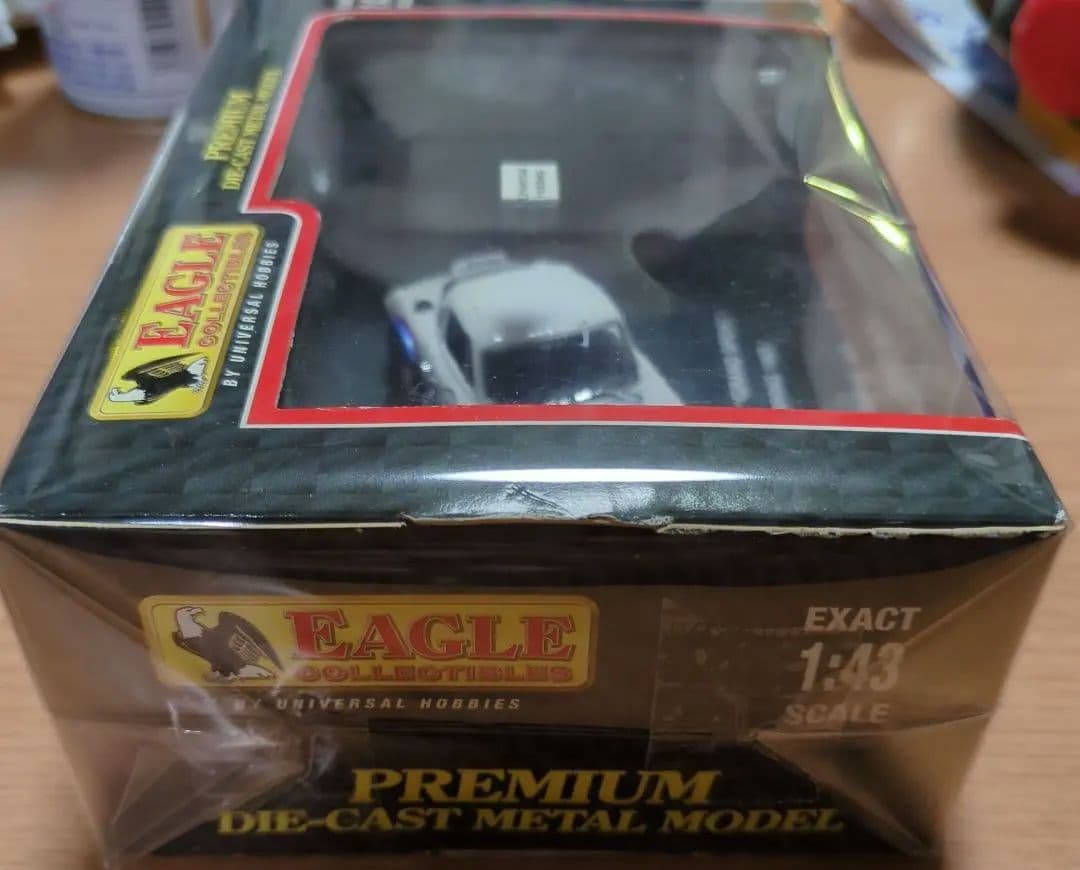 PREMIUM
DIE-CAST METAL MODEL
EAGLE
COLLECTIBLES
BY UNIVERSAL HOBBIES
EAGLE
COLLECTIBLES
BY UNIVERSAL HOBBIES
EXACT
1:43
SCALE
PREMIUM
DIE-CAST METAL MODEL